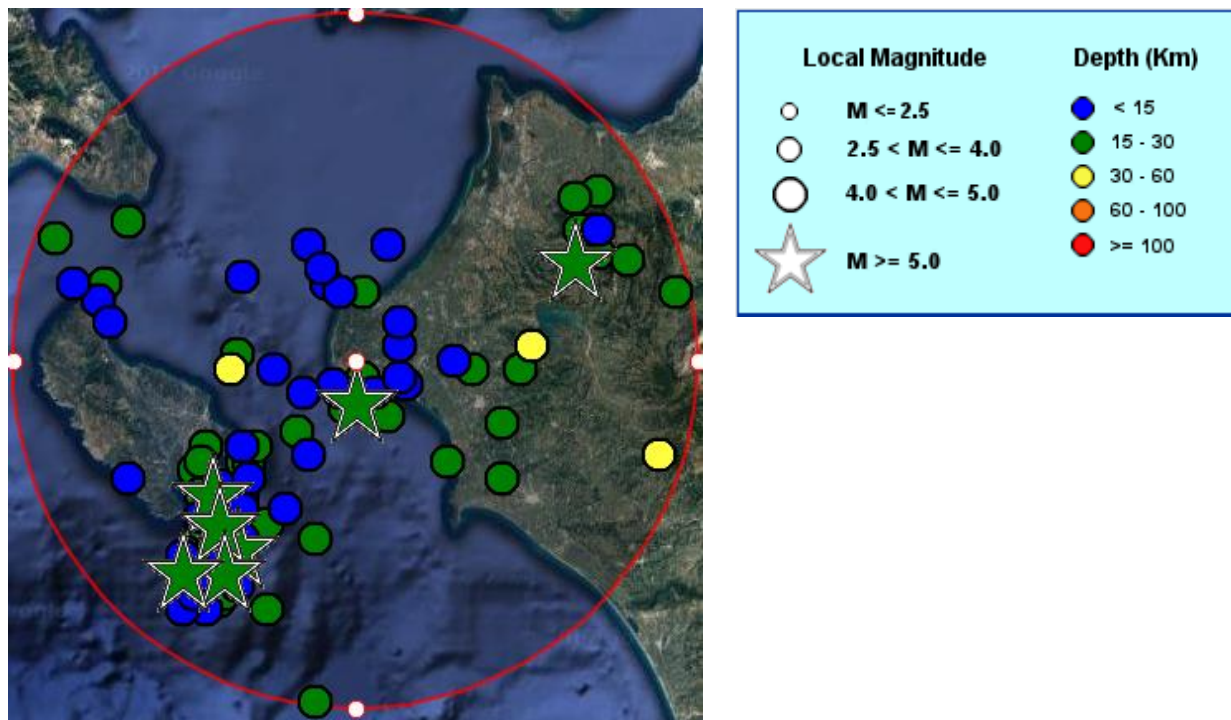 Local Magnitude
M <= 2.5
2.5 < M <= 4.0
4.0 < M <= 5.0
M >= 5.0
Depth (Km)
< 15
15 - 30
30 - 60
60 - 100
>= 100